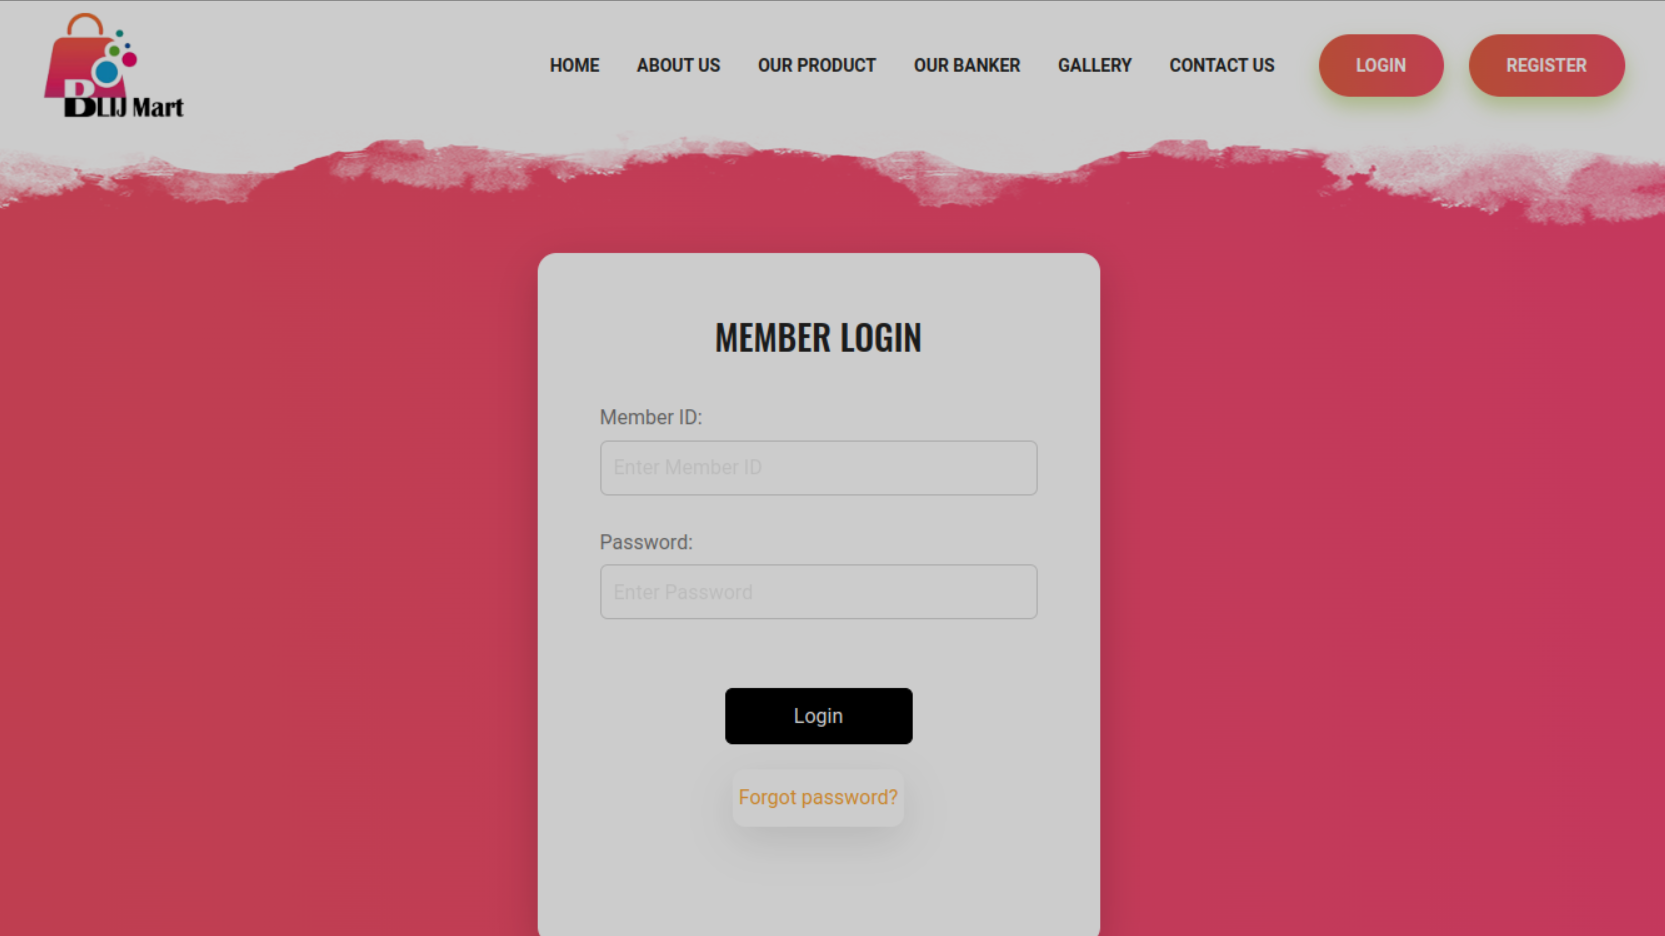 BLIJ Mart
HOME ABOUT US OUR PRODUCT OUR BANKER GALLERY CONTACT US LOGIN REGISTER
MEMBER LOGIN
Member ID:
Enter Member ID
Password:
Enter Password
Login
Forgot password?